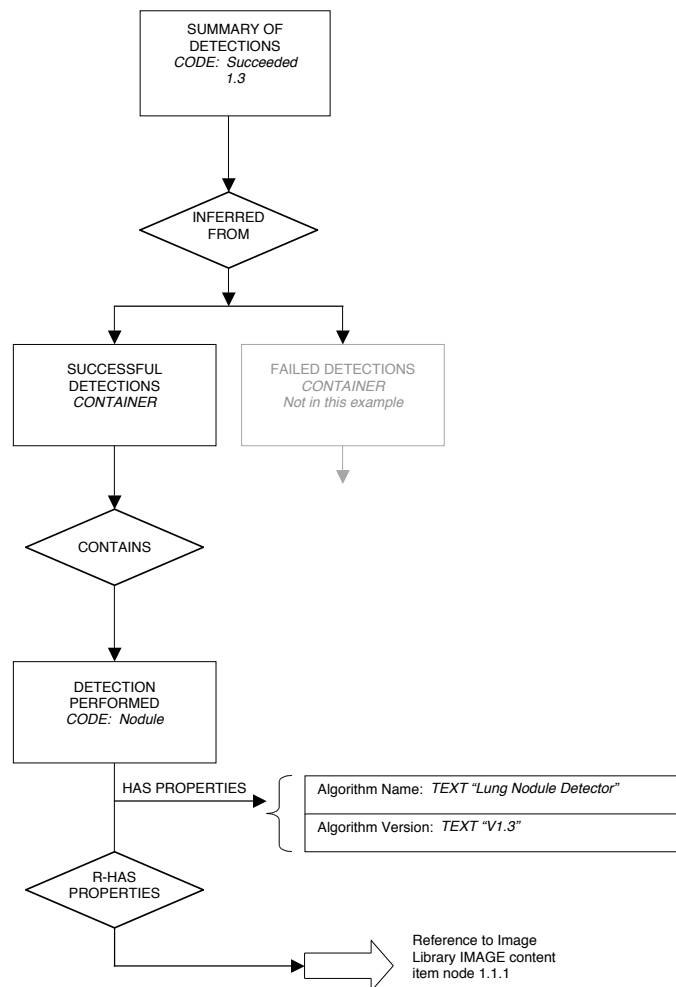 SUMMARY OF
DETECTIONS
CODE: Succeeded
1.3
INFERRED
FROM
SUCCESSFUL
DETECTIONS
CONTAINER
FAILED DETECTIONS
CONTAINER
Not in this example
CONTAINS
DETECTION
PERFORMED
CODE: Nodule
HAS PROPERTIES
Algorithm Name: TEXT “Lung Nodule Detector”
Algorithm Version: TEXT “V1.3”
R-HAS
PROPERTIES
Reference to Image
Library IMAGE content
item node 1.1.1